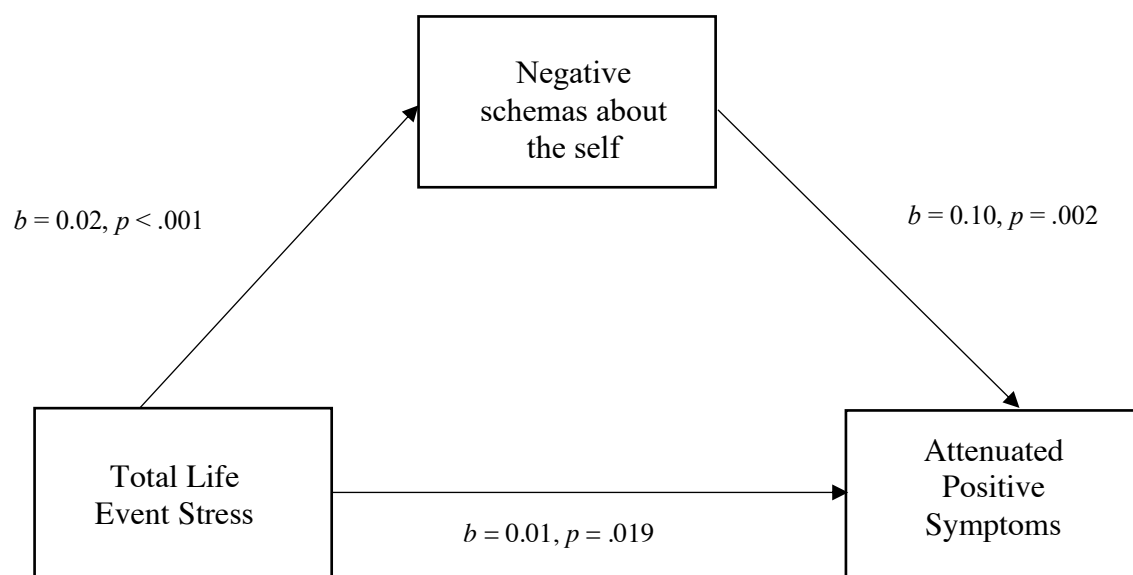 Negative
schemas about
the self
b = 0.02, p < .001
b = 0.10, p = .002
Total Life
Event Stress
b = 0.01, p = .019
Attenuated
Positive
Symptoms